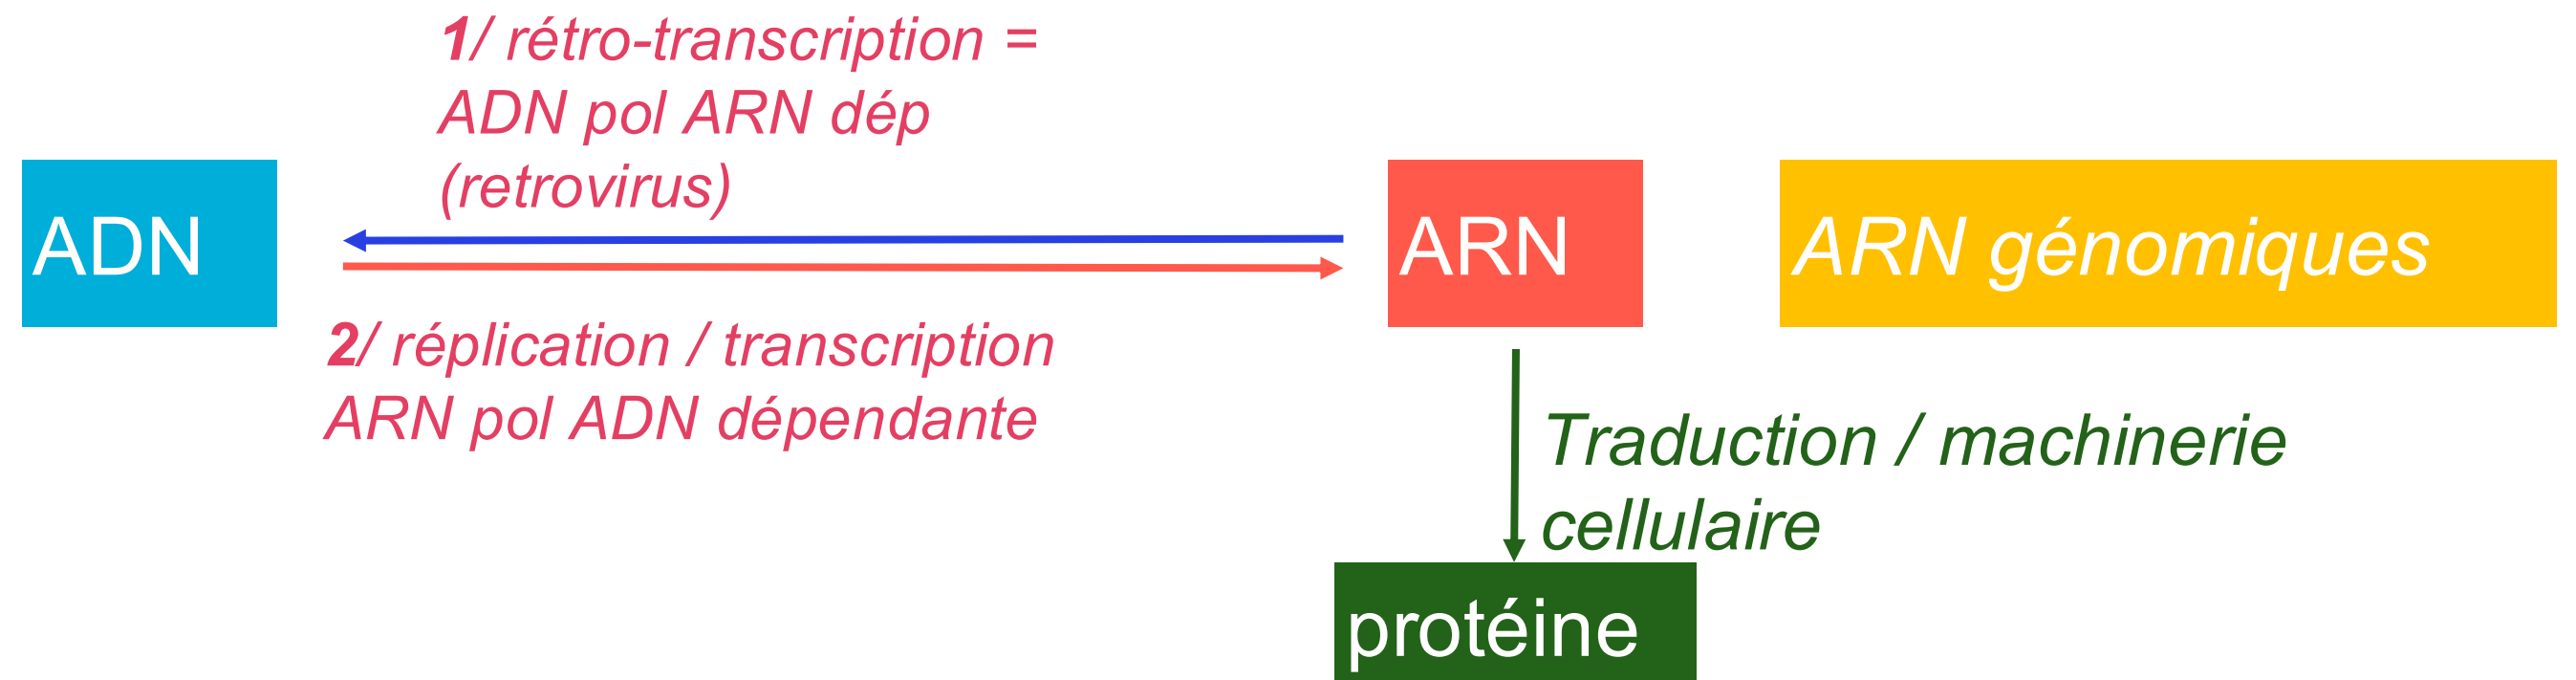 1/ rétro-transcription =
ADN pol ARN dép
(retrovirus)
ADN
ARN
ARN génomiques
2/ réplication / transcription
ARN pol ADN dépendante
Traduction / machinerie
cellulaire
protéine